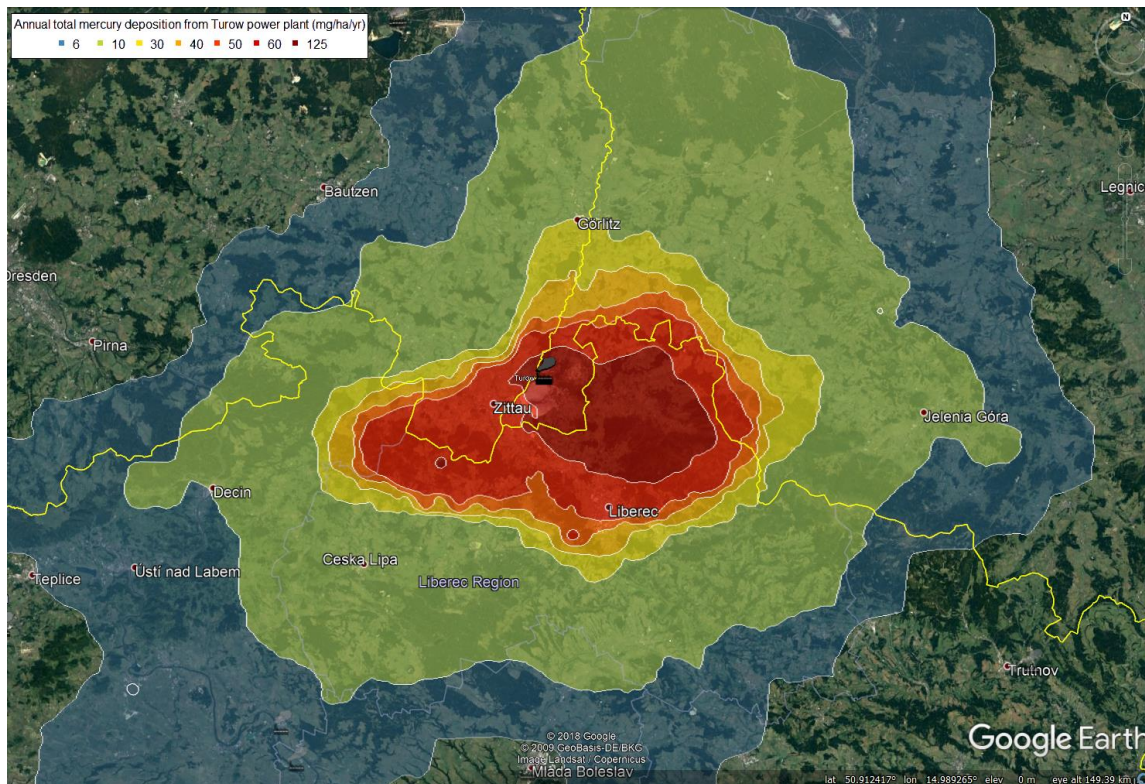 Annual total mercury deposition from Turow power plant (mg/ha/yr)
6 10 30 40 50 60 125
N
Bautzen
Legnic
Görlitz
Dresden
Pirna
Turow
Zittau
Jelenia Góra
Decin
Liberec
Ceska Lipa
Teplice
Ústí nad Labem
Liberec Region
Trutnov
© 2018 Google
© 2009 GeoBasis-DE/BKG
Image Landsat / Copernicus
Mlada Boleslav
Google Earth
lat 50.912417° lon 14.989265° elev 0 m eye alt 149.39 km